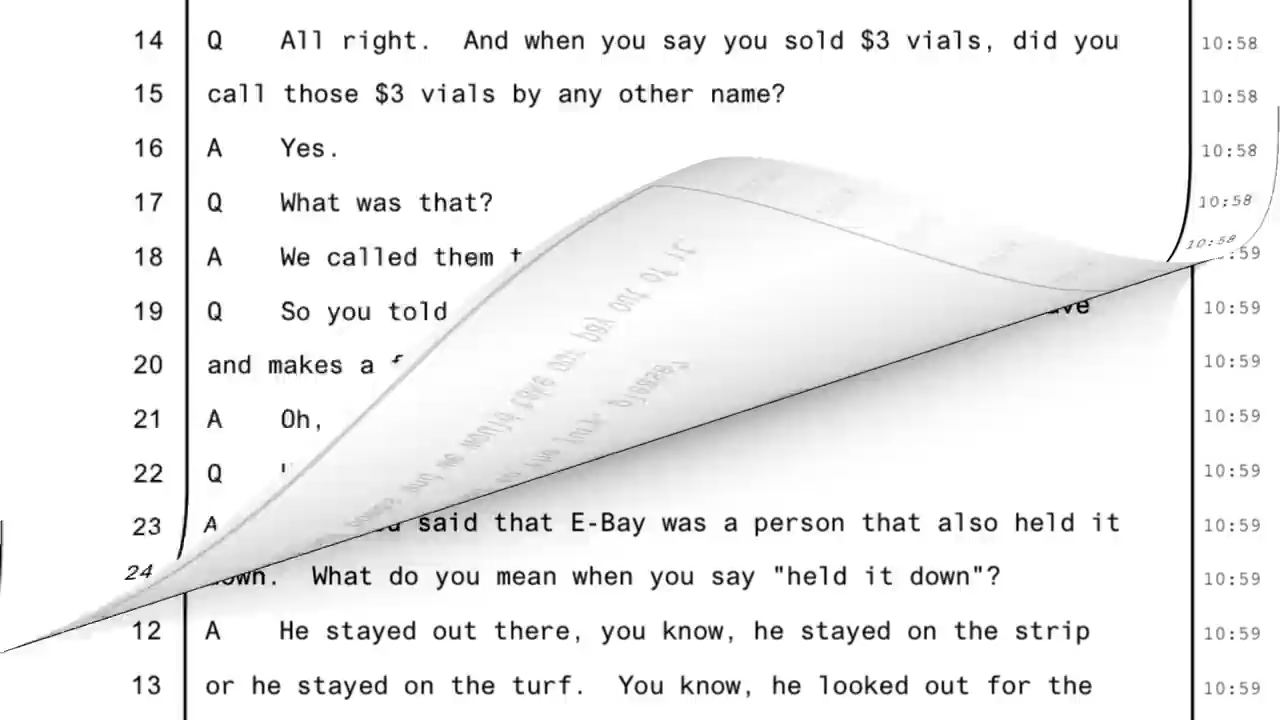 14 Q All right. And when you say you sold $3 vials, did you 10:58
15 call those $3 vials by any other name? 10:58
16 A Yes. 10:58
17 Q What was that? 10:58
18 A We called them 10:58
:59
19 Q So you told 10:59
20 and makes a 10:59
21 A Oh, 10:59
22 Q 10:59
23 A said that E-Bay was a person that also held it 10:59
24 down. What do you mean when you say "held it down"? 10:59
12 A He stayed out there, you know, he stayed on the strip 10:59
13 or he stayed on the turf. You know, he looked out for the 10:59